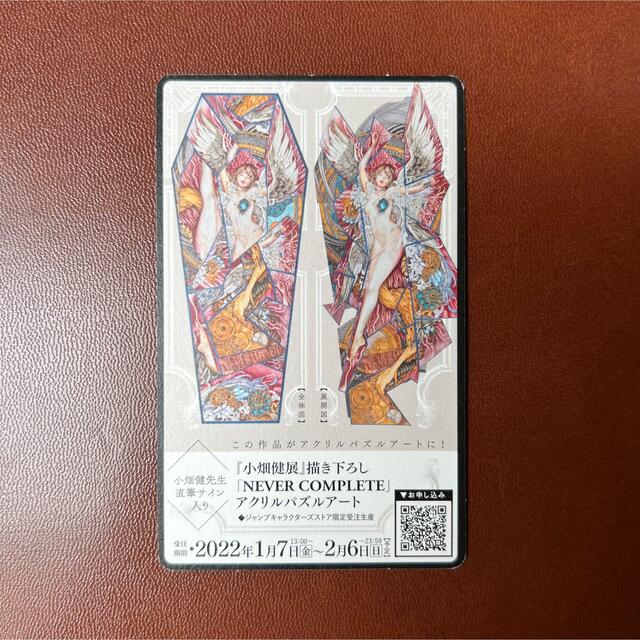 【全体図】
【展開図】
この作品がアクリルパズルアートに！
小畑健先生
直筆サイン
入り
『小畑健展』描き下ろし
「NEVER COMPLETE」
アクリルパズルアート
◆ジャンプキャラクターズストア限定受注生産
▼お申し込み
受注
期間
◆2022年1月7日㊎13:00〜〜2月6日㊐〜23:59【予定】